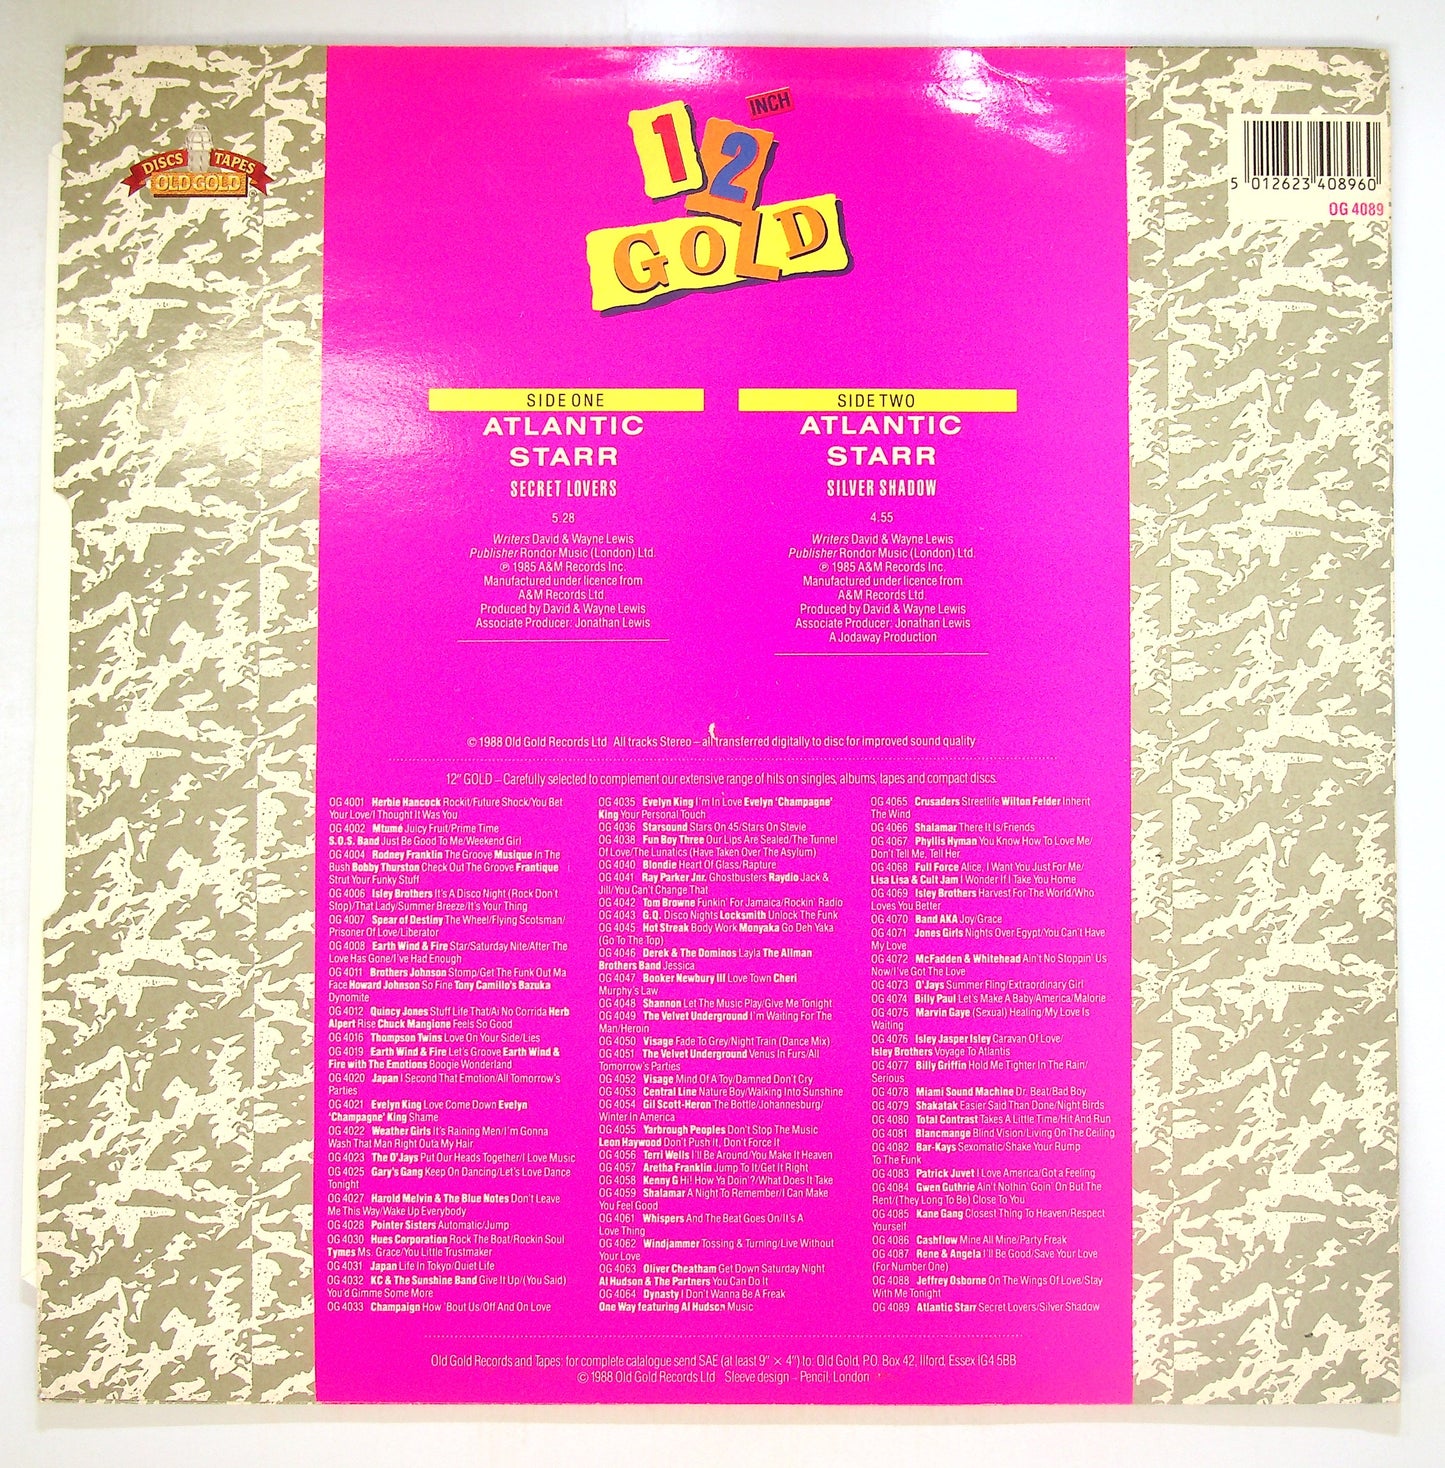 DISCS TAPES
OLD GOLD
12 INCH
GOLD
5 012623 408960
OG 4089
SIDE ONE
ATLANTIC
STARR
SECRET LOVERS
5.28
Writers David & Wayne Lewis
Publisher Rondor Music (London) Ltd.
℗ 1985 A&M Records Inc.
Manufactured under licence from
A&M Records Ltd.
Produced by David & Wayne Lewis
Associate Producer: Jonathan Lewis
SIDE TWO
ATLANTIC
STARR
SILVER SHADOW
4.55
Writers David & Wayne Lewis
Publisher Rondor Music (London) Ltd.
℗ 1985 A&M Records Inc.
Manufactured under licence from
A&M Records Ltd.
Produced by David & Wayne Lewis
Associate Producer: Jonathan Lewis
A Jodaway Production
© 1988 Old Gold Records Ltd All tracks Stereo – all transferred digitally to disc for improved sound quality
12" GOLD – Carefully selected to complement our extensive range of hits on singles, albums, tapes and compact discs.
OG 4001 Herbie Hancock Rockit/Future Shock/You Bet
Your Love/I Thought It Was You
OG 4002 Mtumé Juicy Fruit/Prime Time
S.O.S. Band Just Be Good To Me/Weekend Girl
OG 4004 Rodney Franklin The Groove Musique In The
Bush Bobby Thurston Check Out The Groove Frantique
Strut Your Funky Stuff
OG 4006 Isley Brothers It's A Disco Night (Rock Don't
Stop)/That Lady/Summer Breeze/It's Your Thing
OG 4007 Spear of Destiny The Wheel/Flying Scotsman/
Prisoner Of Love/Liberator
OG 4008 Earth Wind & Fire Star/Saturday Nite/After The
Love Has Gone/I've Had Enough
OG 4011 Brothers Johnson Stomp/Get The Funk Out Ma
Face Howard Johnson So Fine Tony Camillo's Bazuka
Dynomite
OG 4012 Quincy Jones Stuff Like That/Ai No Corrida Herb
Alpert Rise Chuck Mangione Feels So Good
OG 4016 Thompson Twins Love On Your Side/Lies
OG 4019 Earth Wind & Fire Let's Groove Earth Wind &
Fire with The Emotions Boogie Wonderland
OG 4020 Japan I Second That Emotion/All Tomorrow's
Parties
OG 4021 Evelyn King Love Come Down Evelyn
'Champagne' King Shame
OG 4022 Weather Girls It's Raining Men/I'm Gonna
Wash That Man Right Outa My Hair
OG 4023 The O'Jays Put Our Heads Together/I Love Music
OG 4025 Gary's Gang Keep On Dancing/Let's Love Dance
Tonight
OG 4027 Harold Melvin & The Blue Notes Don't Leave
Me This Way/Wake Up Everybody
OG 4028 Pointer Sisters Automatic/Jump
OG 4030 Hues Corporation Rock The Boat/Rockin Soul
Tymes Ms. Grace/You Little Trustmaker
OG 4031 Japan Life In Tokyo/Quiet Life
OG 4032 KC & The Sunshine Band Give It Up/(You Said)
You'd Gimme Some More
OG 4033 Champaign How 'Bout Us/Off And On Love
OG 4035 Evelyn King I'm In Love Evelyn 'Champagne'
King Your Personal Touch
OG 4036 Starsound Stars On 45/Stars On Stevie
OG 4038 Fun Boy Three Our Lips Are Sealed/The Tunnel
Of Love/The Lunatics (Have Taken Over The Asylum)
OG 4040 Blondie Heart Of Glass/Rapture
OG 4041 Ray Parker Jnr. Ghostbusters Raydio Jack &
Jill/You Can't Change That
OG 4042 Tom Browne Funkin' For Jamaica/Rockin' Radio
OG 4043 G.Q. Disco Nights Locksmith Unlock The Funk
OG 4045 Hot Streak Body Work Monyaka Go Deh Yaka
(Go To The Top)
OG 4046 Derek & The Dominos Layla The Allman
Brothers Band Jessica
OG 4047 Booker Newbury III Love Town Cheri
Murphy's Law
OG 4048 Shannon Let The Music Play/Give Me Tonight
OG 4049 The Velvet Underground I'm Waiting For The
Man/Heroin
OG 4050 Visage Fade To Grey/Night Train (Dance Mix)
OG 4051 The Velvet Underground Venus In Furs/All
Tomorrow's Parties
OG 4052 Visage Mind Of A Toy/Damned Don't Cry
OG 4053 Central Line Nature Boy/Walking Into Sunshine
OG 4054 Gil Scott-Heron The Bottle/Johannesburg/
Winter In America
OG 4055 Yarbrough Peoples Don't Stop The Music
Leon Haywood Don't Push It, Don't Force It
OG 4056 Terri Wells I'll Be Around/You Make It Heaven
OG 4057 Aretha Franklin Jump To It/Get It Right
OG 4058 Kenny G Hi! How Ya Doin'?/What Does It Take
OG 4059 Shalamar A Night To Remember/I Can Make
You Feel Good
OG 4061 Whispers And The Beat Goes On/It's A
Love Thing
OG 4062 Windjammer Tossing & Turning/Live Without
Your Love
OG 4063 Oliver Cheatham Get Down Saturday Night
Al Hudson & The Partners You Can Do It
OG 4064 Dynasty I Don't Wanna Be A Freak
One Way featuring Al Hudson Music
OG 4065 Crusaders Streetlife Wilton Felder Inherit
The Wind
OG 4066 Shalamar There It Is/Friends
OG 4067 Phyllis Hyman You Know How To Love Me/
Don't Tell Me, Tell Her
OG 4068 Full Force Alice, I Want You Just For Me/
Lisa Lisa & Cult Jam I Wonder If I Take You Home
OG 4069 Isley Brothers Harvest For The World/Who
Loves You Better
OG 4070 Band AKA Joy/Grace
OG 4071 Jones Girls Nights Over Egypt/You Can't Have
My Love
OG 4072 McFadden & Whitehead Ain't No Stoppin' Us
Now/I've Got The Love
OG 4073 O'Jays Summer Fling/Extraordinary Girl
OG 4074 Billy Paul Let's Make A Baby/America/Malorie
OG 4075 Marvin Gaye (Sexual) Healing/My Love Is
Waiting
OG 4076 Isley Jasper Isley Caravan Of Love/
Isley Brothers Voyage To Atlantis
OG 4077 Billy Griffin Hold Me Tighter In The Rain/
Serious
OG 4078 Miami Sound Machine Dr. Beat/Bad Boy
OG 4079 Shakatak Easier Said Than Done/Night Birds
OG 4080 Total Contrast Takes A Little Time/Hit And Run
OG 4081 Blancmange Blind Vision/Living On The Ceiling
OG 4082 Bar-Kays Sexomatic/Shake Your Rump
To The Funk
OG 4083 Patrick Juvet I Love America/Got a Feeling
OG 4084 Gwen Guthrie Ain't Nothin' Goin' On But The
Rent/(They Long To Be) Close To You
OG 4085 Kane Gang Closest Thing To Heaven/Respect
Yourself
OG 4086 Cashflow Mine All Mine/Party Freak
OG 4087 Rene & Angela I'll Be Good/Save Your Love
(For Number One)
OG 4088 Jeffrey Osborne On The Wings Of Love/Stay
With Me Tonight
OG 4089 Atlantic Starr Secret Lovers/Silver Shadow
Old Gold Records and Tapes: for complete catalogue send SAE (at least 9" × 4") to: Old Gold, P.O. Box 42, Ilford, Essex IG4 5BB
© 1988 Old Gold Records Ltd Sleeve design – Pencil, London